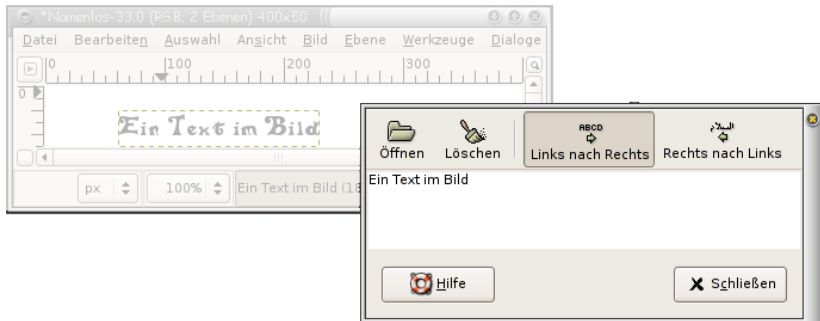 *Namenlos-33.0 (RGB, 2 Ebenen) 400x50
Datei Bearbeiten Auswahl Ansicht Bild Ebene Werkzeuge Dialoge
0 100 200 300
0
Ein Text im Bild
px 100% Ein Text im Bild (18
Öffnen Löschen ABCD Links nach Rechts Rechts nach Links
Ein Text im Bild
Hilfe Schließen